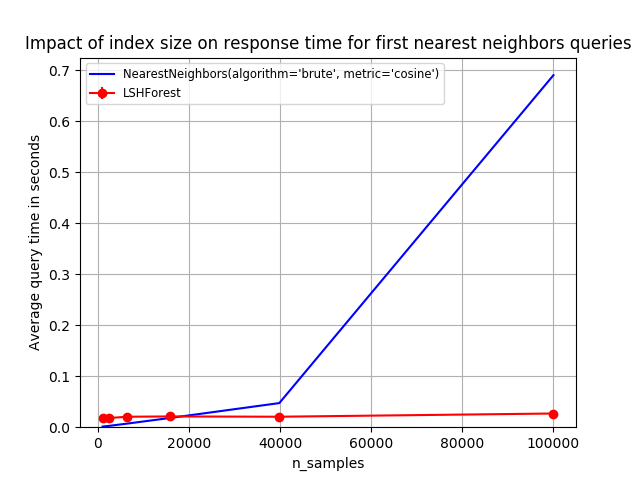 Impact of index size on response time for first nearest neighbors queries
NearestNeighbors(algorithm='brute', metric='cosine')
LSHForest
Average query time in seconds
0.7
0.6
0.5
0.4
0.3
0.2
0.1
0.0
0 20000 40000 60000 80000 100000
n_samples